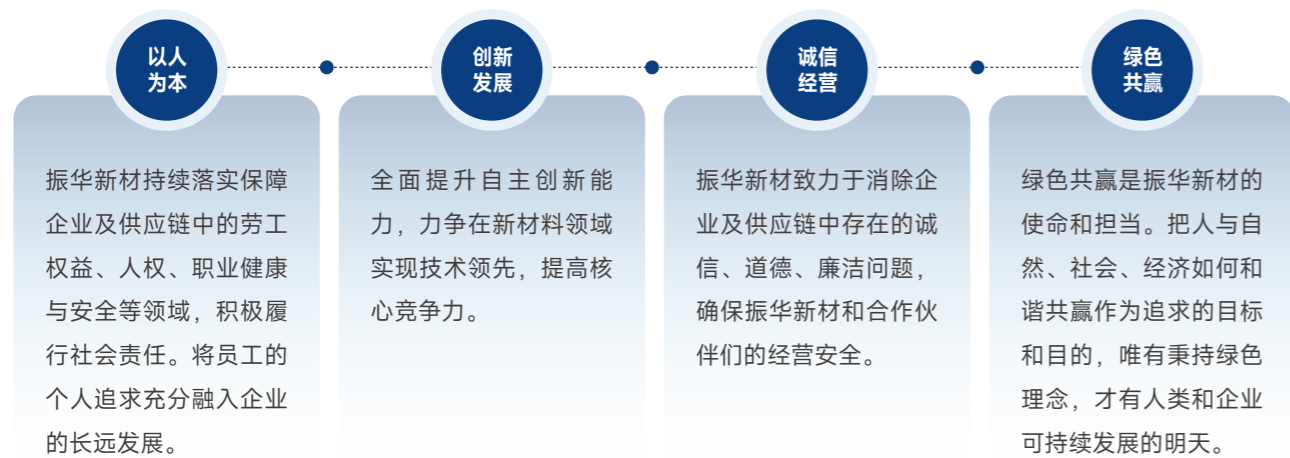 以人
为本
振华新材持续落实保障
企业及供应链中的劳工
权益、人权、职业健康
与安全等领域，积极履
行社会责任。将员工的
个人追求充分融入企业
的长远发展。
创新
发展
全面提升自主创新能
力，力争在新材料领域
实现技术领先，提高核
心竞争力。
诚信
经营
振华新材致力于消除企
业及供应链中存在的诚
信、道德、廉洁问题，
确保振华新材和合作伙
伴们的经营安全。
绿色
共赢
绿色共赢是振华新材的
使命和担当。把人与自
然、社会、经济如何和
谐共赢作为追求的目标
和目的，唯有秉持绿色
理念，才有人类和企业
可持续发展的明天。